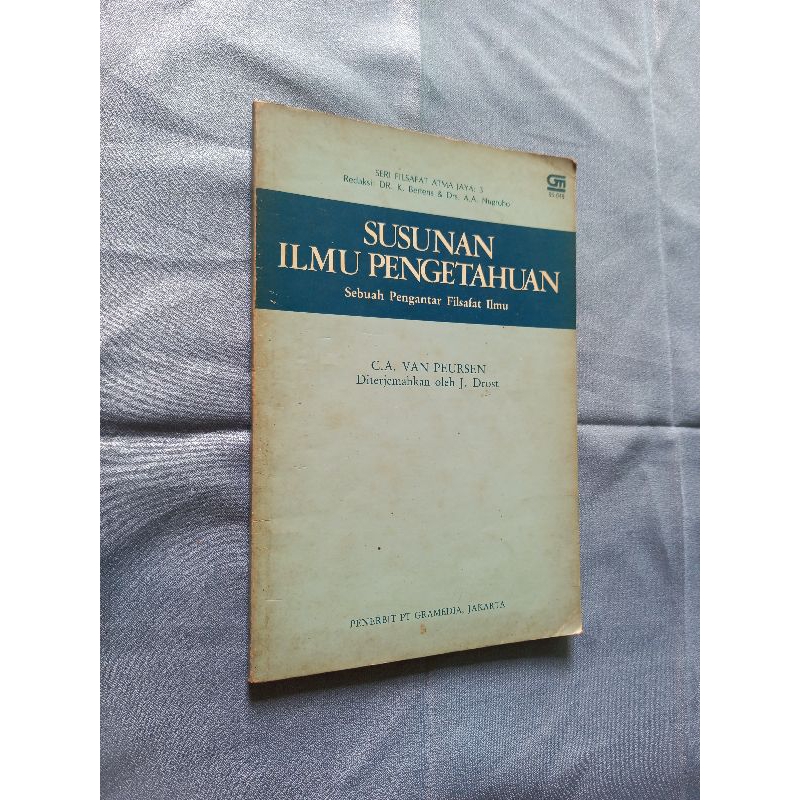 SERI FILSAFAT ATMA JAYA: 3
Redaksi: DR. K. Bertens & Drs. A.A. Nugroho
GM
SUSUNAN
ILMU PENGETAHUAN
Sebuah Pengantar Filsafat Ilmu
C.A. VAN PEURSEN
Diterjemahkan oleh J. Drost
PENERBIT PT GRAMEDIA, JAKARTA